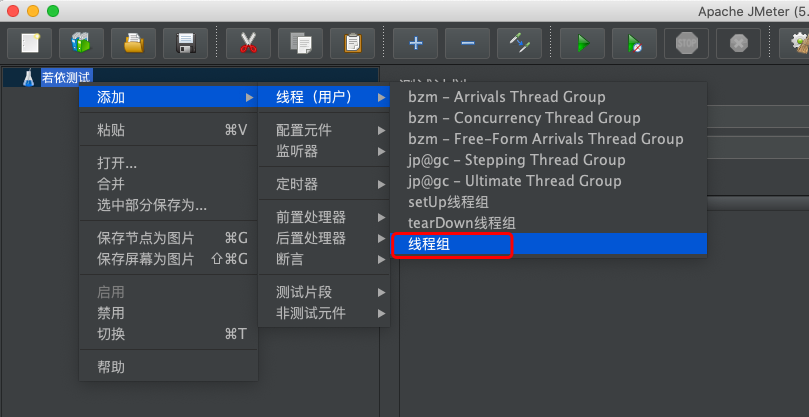 Apache JMeter (5.
若依测试
添加
粘贴 ⌘V
打开...
合并
选中部分保存为...
保存节点为图片 ⌘G
保存屏幕为图片 ⇧⌘G
启用
禁用
切换 ⌘T
帮助
线程（用户）
配置元件
监听器
定时器
前置处理器
后置处理器
断言
测试片段
非测试元件
bzm - Arrivals Thread Group
bzm - Concurrency Thread Group
bzm - Free-Form Arrivals Thread Group
jp@gc - Stepping Thread Group
jp@gc - Ultimate Thread Group
setUp线程组
tearDown线程组
线程组
STOP